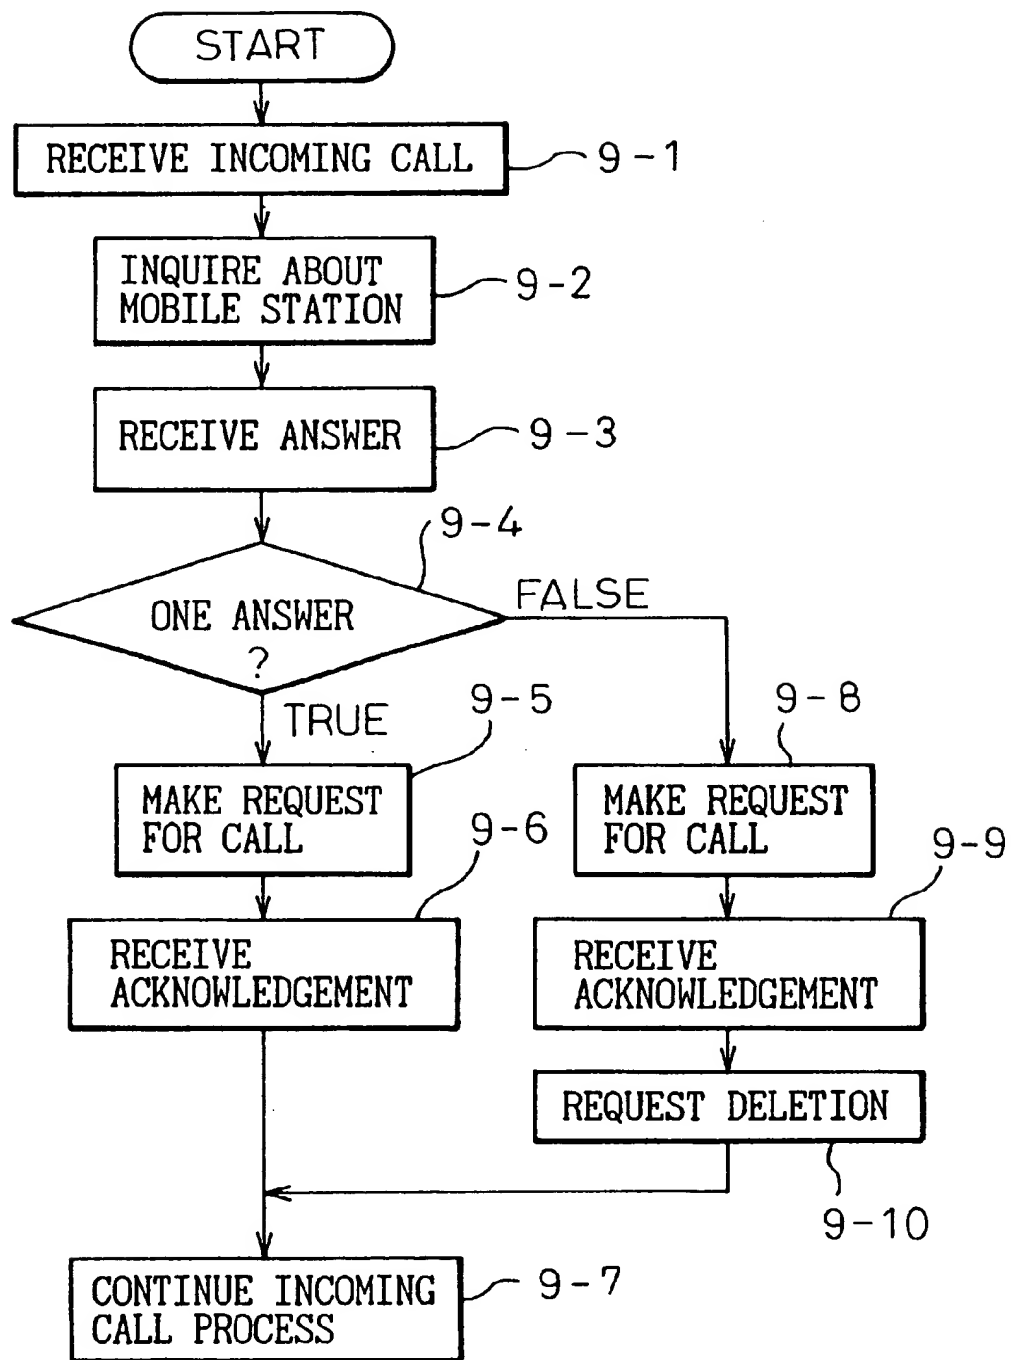 START
RECEIVE INCOMING CALL
9-1
INQUIRE ABOUT
MOBILE STATION
9-2
RECEIVE ANSWER
9-3
9-4
ONE ANSWER
?
FALSE
TRUE
9-5
MAKE REQUEST
FOR CALL
9-6
RECEIVE
ACKNOWLEDGEMENT
9-8
MAKE REQUEST
FOR CALL
9-9
RECEIVE
ACKNOWLEDGEMENT
REQUEST DELETION
9-10
CONTINUE INCOMING
CALL PROCESS
9-7